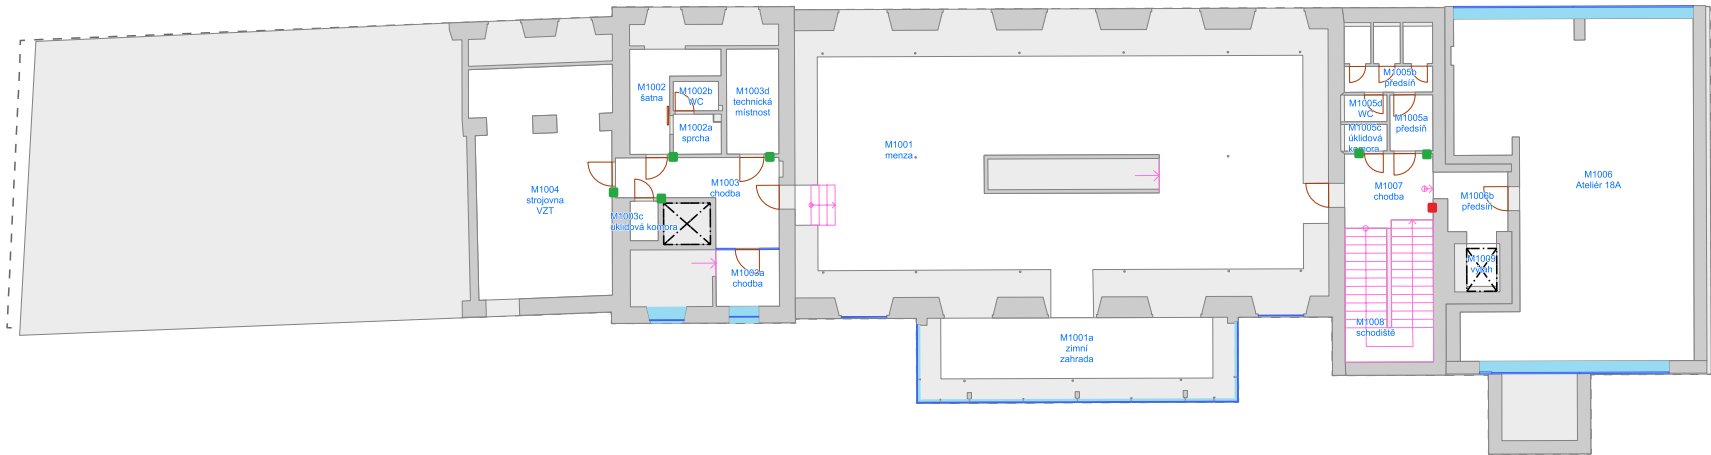 M1002
šatna
M1002b
WC
M1002a
sprcha
M1003d
technická
místnost
M1004
strojovna
VZT
M1003
chodba
M1003c
úklidová komora
M1003a
chodba
M1001
menza
M1001a
zimní
zahrada
M1005b
předsíň
M1005d
WC
M1005a
předsíň
M1005c
úklidová
komora
M1007
chodba
M1006b
předsíň
M1006
Ateliér 18A
M1009
výtah
M1008
schodiště